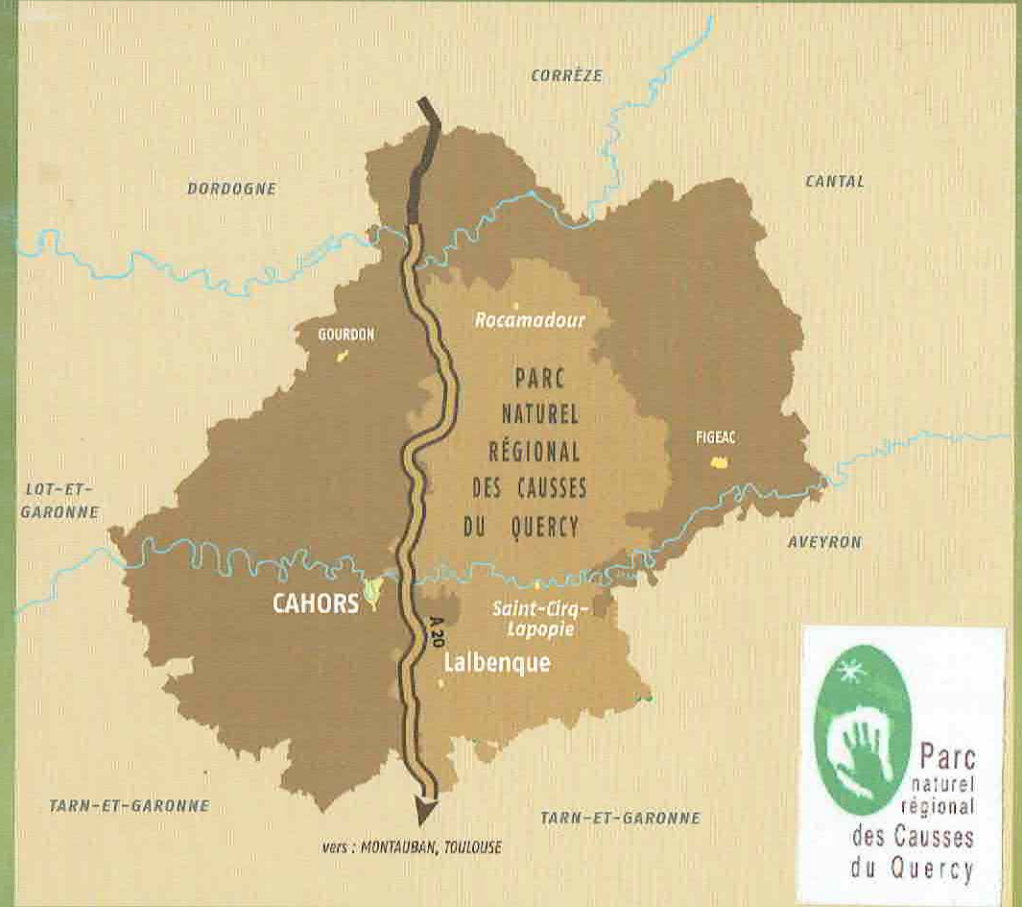 CORRÈZE
DORDOGNE
CANTAL
Rocamadour
GOURDON
PARC
NATUREL
RÉGIONAL
DES CAUSSES
DU QUERCY
FIGEAC
LOT-ET-
GARONNE
AVEYRON
CAHORS
Saint-Cirq-
Lapopie
A 20
Lalbenque
TARN-ET-GARONNE
TARN-ET-GARONNE
vers : MONTAUBAN, TOULOUSE
Parc
naturel
régional
des Causses
du Quercy